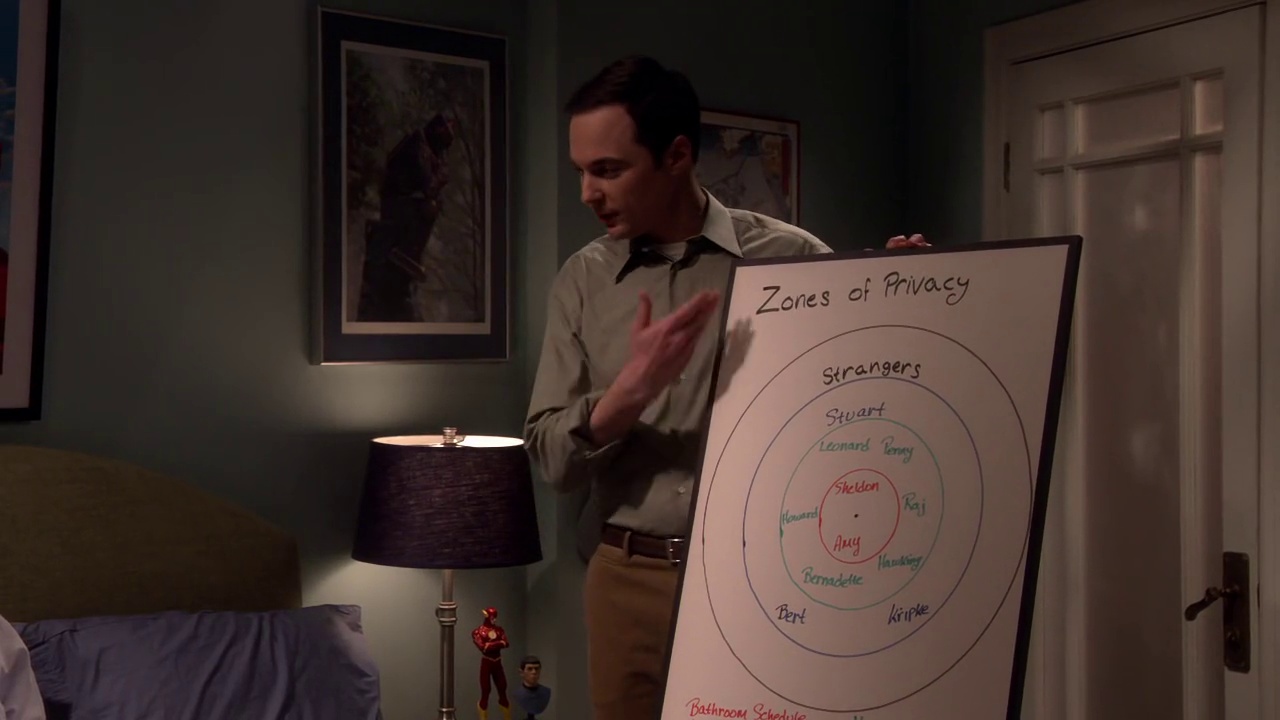 Zones of Privacy
Strangers
Stuart
Leonard Penny
Sheldon
Howard Raj
Amy
Hawking
Bernadette
Bert Kripke
Bathroom Schedule